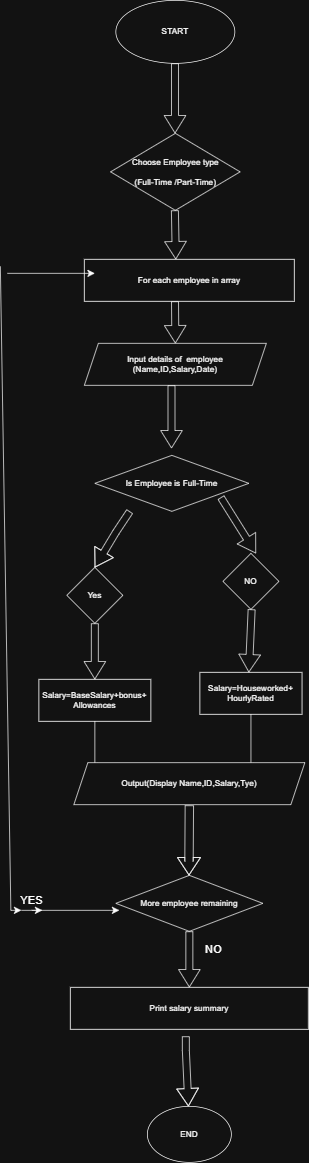 START
Choose Employee type
(Full-Time /Part-Time)
For each employee in array
Input details of employee
(Name,ID,Salary,Date)
Is Employee is Full-Time
Yes
NO
Salary=BaseSalary+bonus+
Allowances
Salary=Houseworked+
HourlyRated
Output(Display Name,ID,Salary,Tye)
More employee remaining
YES
NO
Print salary summary
END